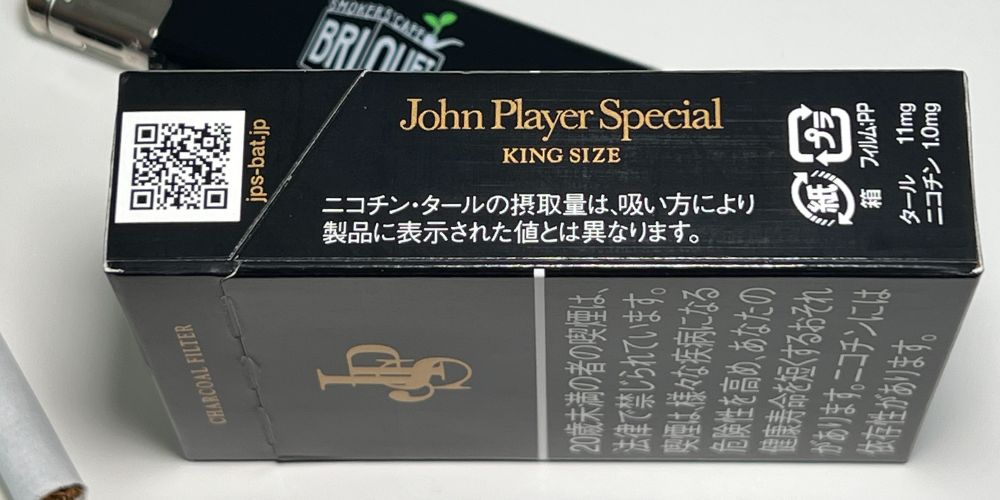 SMOKERS' CAFE
BRIQUET
jps-bat.jp
John Player Special
KING SIZE
ニコチン・タールの摂取量は、吸い方により
製品に表示された値とは異なります。
プラ
フィルム:PP
紙
箱
タール 11mg
ニコチン 1.0mg
CHARCOAL FILTER
JPS
20歳未満の者の喫煙は、
法律で禁じられています。
喫煙は、様々な疾病になる
危険性を高め、あなたの
健康寿命を短くするおそれ
があります。ニコチンには
依存性があります。